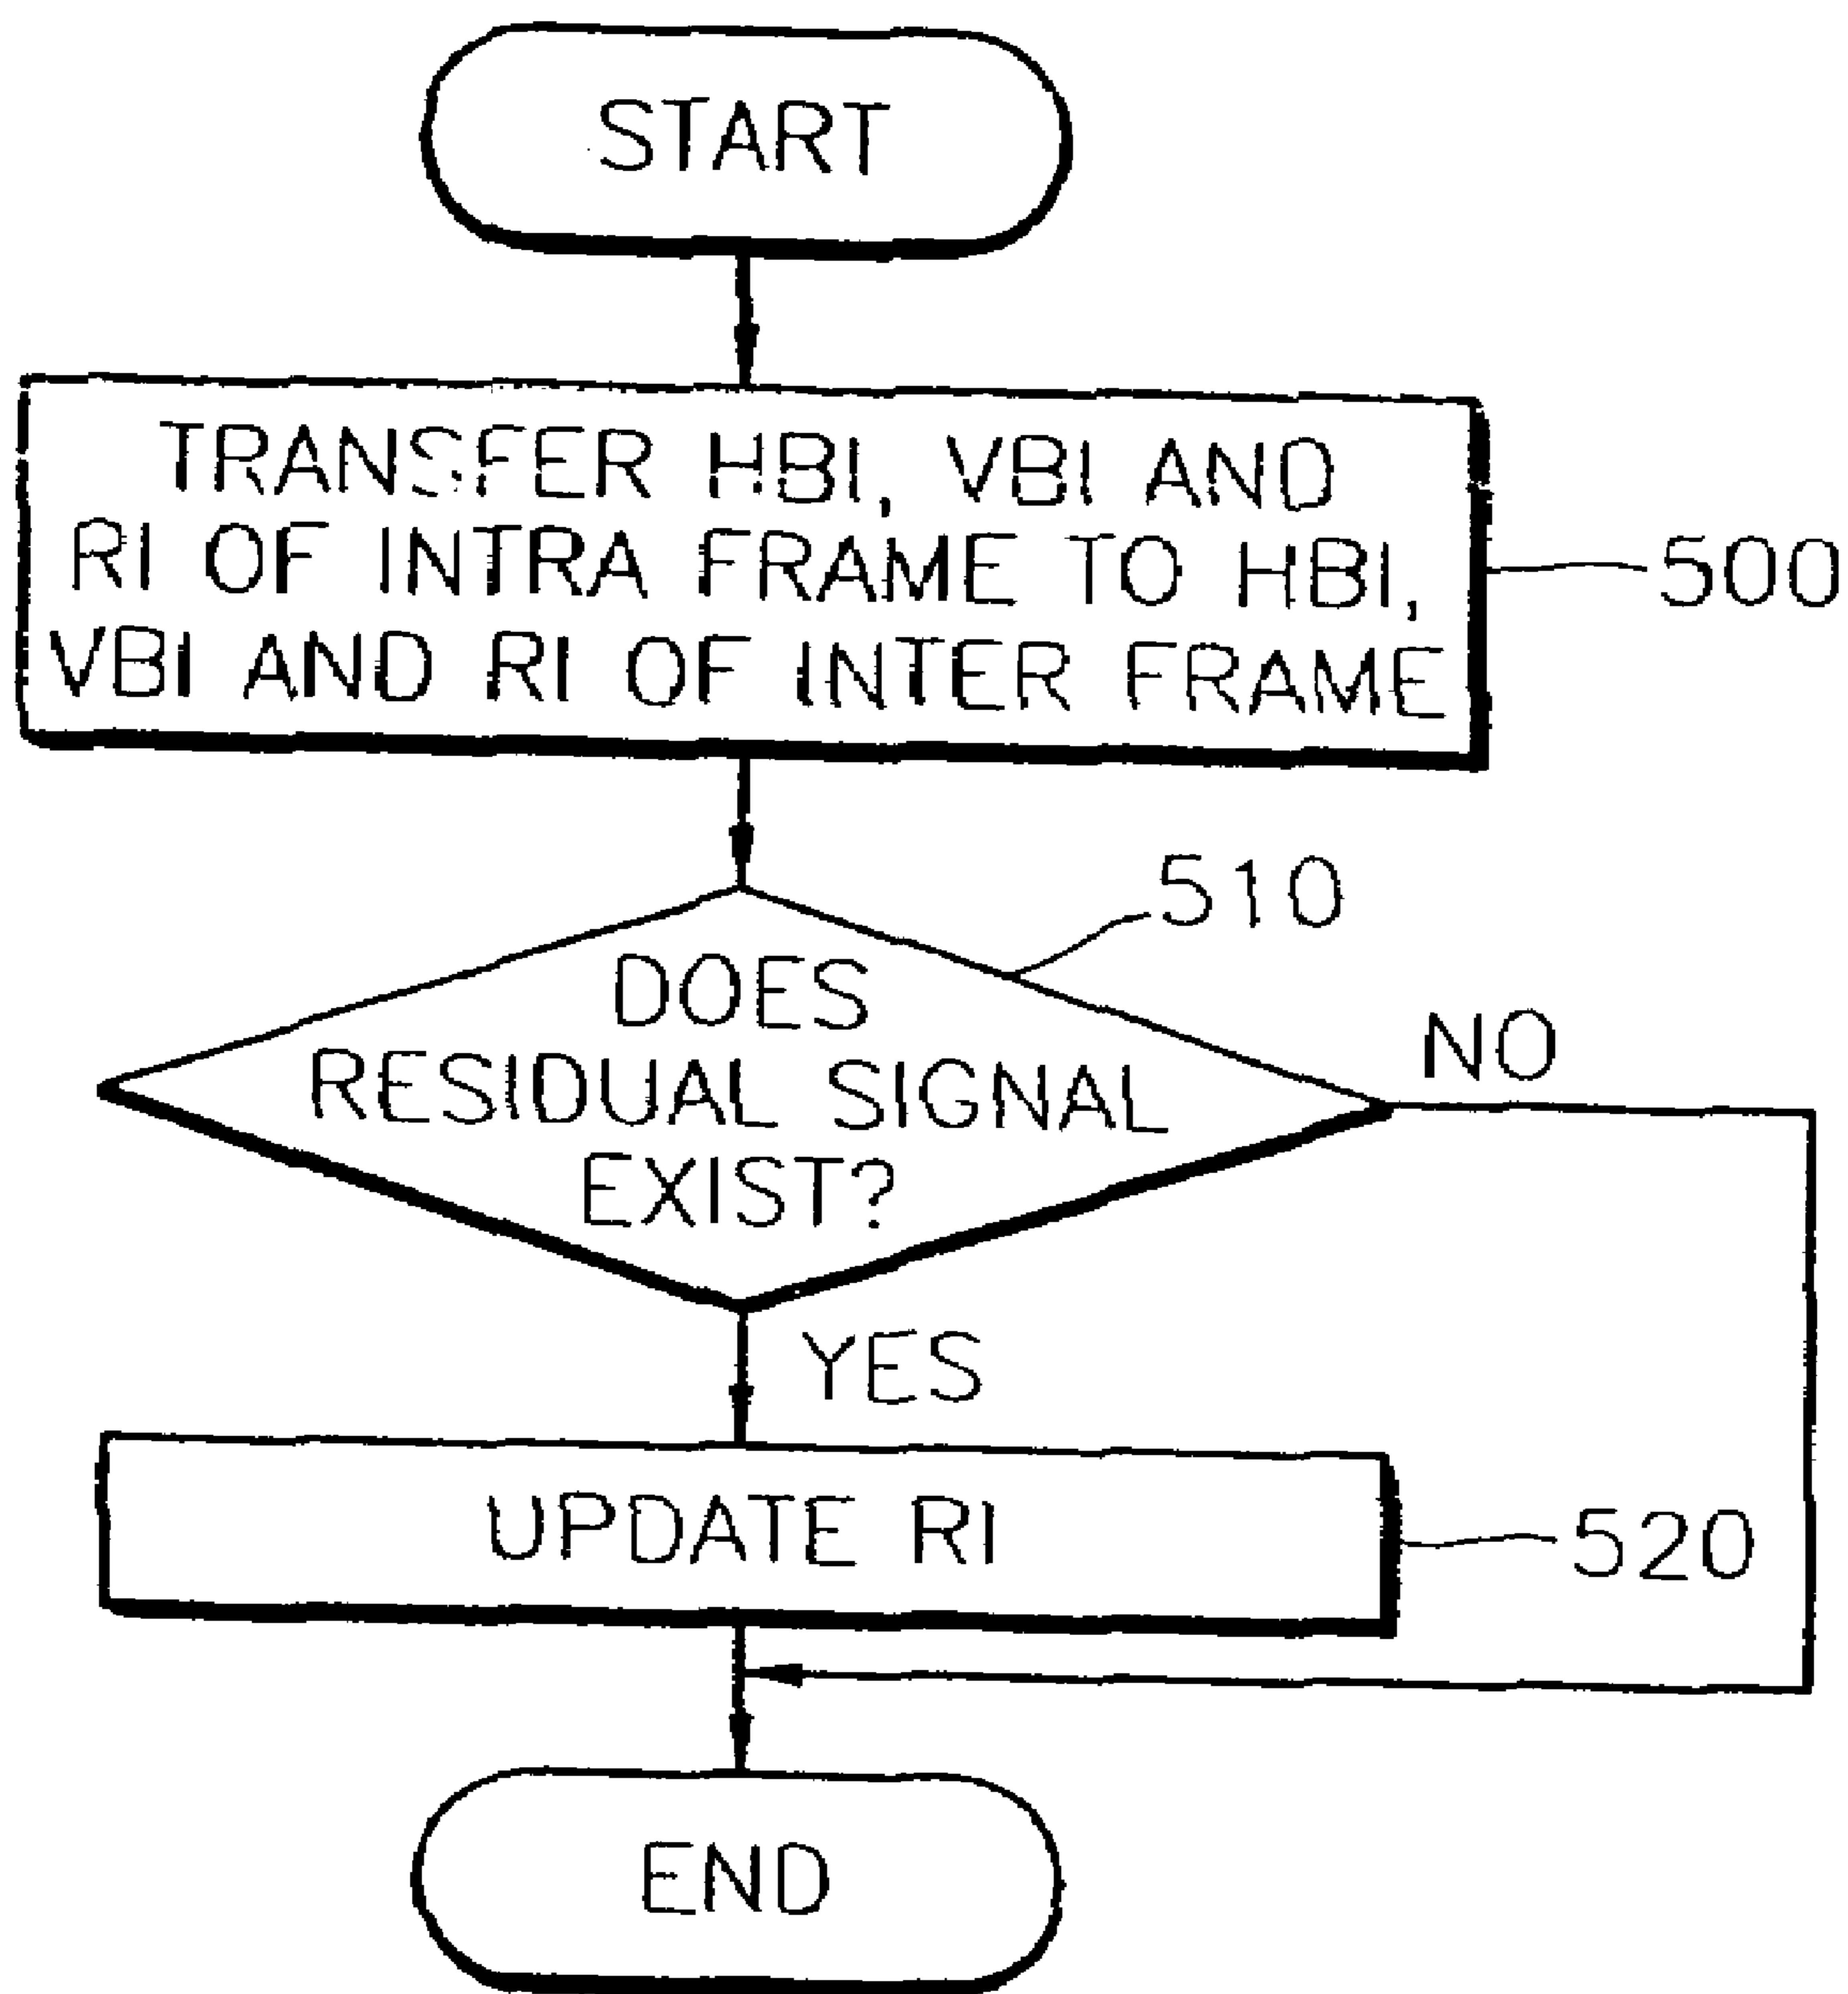 START
TRANSFER HBI, VBI AND
RI OF INTRA FRAME TO HBI,
VBI AND RI OF INTER FRAME
500
510
DOES
RESIDUAL SIGNAL
EXIST?
NO
YES
UPDATE RI
520
END